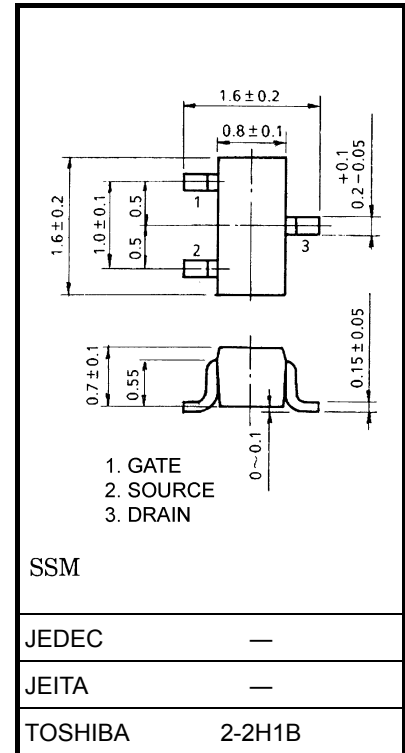 1.6±0.2
0.8±0.1
+0.1
0.2-0.05
1.6±0.2
1.0±0.1
0.5
0.5
1
2
3
0.7±0.1
0.55
0.15±0.05
0~0.1
1. GATE
2. SOURCE
3. DRAIN
SSM
JEDEC —
JEITA —
TOSHIBA 2-2H1B